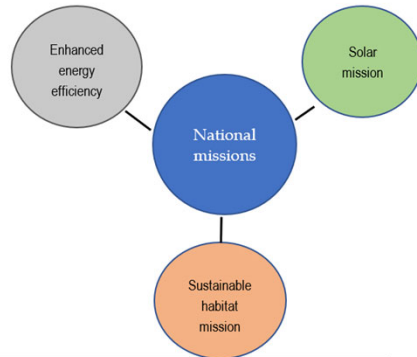 Enhanced
energy
efficiency
Solar
mission
National
missions
Sustainable
habitat
mission